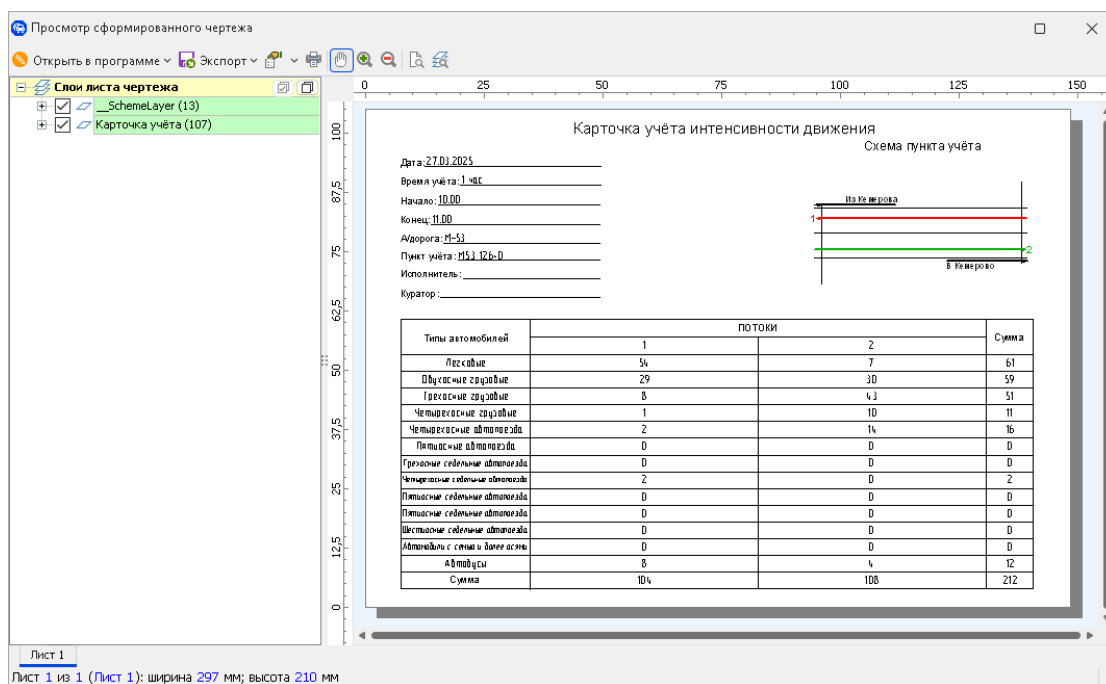 Просмотр сформированного чертежа
Открыть в программе Экспорт
Слои листа чертежа
__SchemeLayer (13)
Карточка учёта (107)
0 25 50 75 100 125 150
100
87,5
75
62,5
50
37,5
25
12,5
0
Карточка учёта интенсивности движения
Схема пункта учёта
Дата: 27.03.2025
Время учёта: 1 час
Начало: 10.00
Конец: 11.00
А/дорога: М-53
Пункт учёта: М53 126-0
Исполнитель:
Куратор:
Из Кемерова
1
2
В Кемерово
Типы автомобилей ПОТОКИ Сумма
1 2
Легковые 54 7 61
Двухосные грузовые 29 30 59
Трехосные грузовые 8 43 51
Четырехосные грузовые 1 10 11
Четырехосные автопоезда 2 14 16
Пятиосные автопоезда 0 0 0
Трехосные седельные автопоезда 0 0 0
Четырехосные седельные автопоезда 2 0 2
Пятиосные седельные автопоезда 0 0 0
Пятиосные седельные автопоезда 0 0 0
Шестиосные седельные автопоезда 0 0 0
Автомобили с семью и более осями 0 0 0
Автобусы 8 4 12
Сумма 104 108 212
Лист 1
Лист 1 из 1 (Лист 1): ширина 297 мм; высота 210 мм